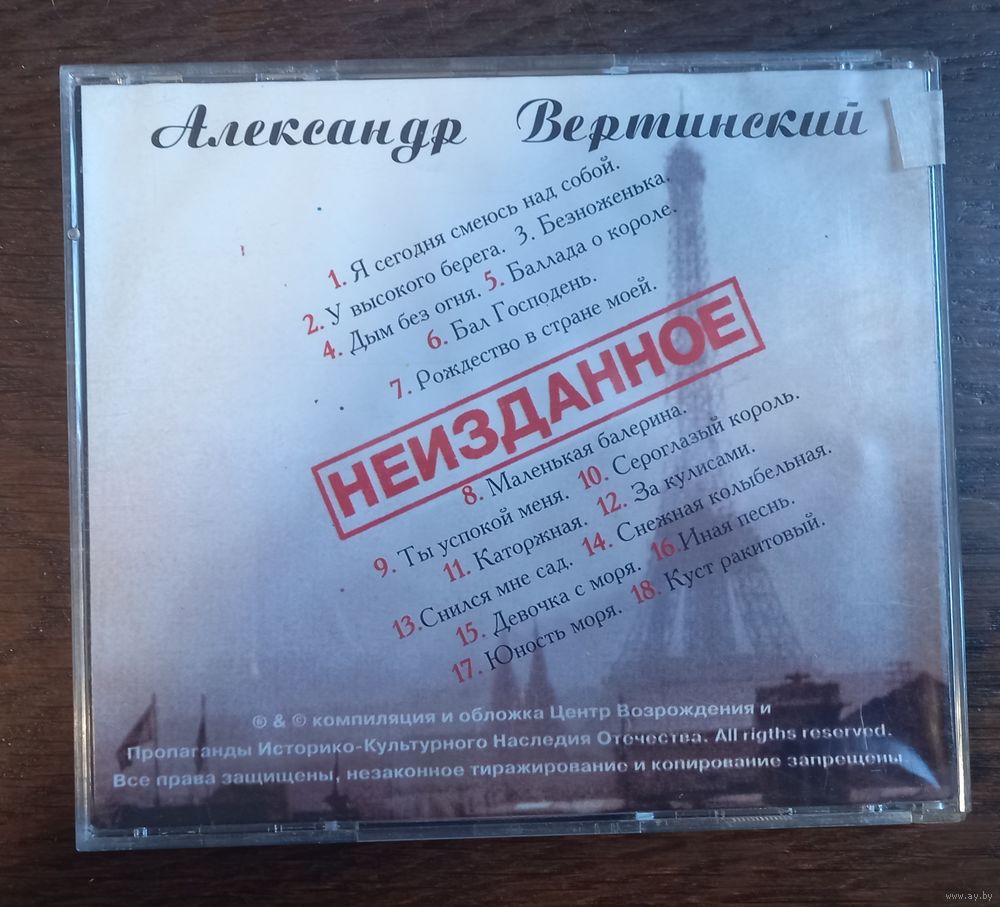 Александр Вертинский
1. Я сегодня смеюсь над собой.
2. У высокого берега. 3. Безноженька.
4. Дым без огня. 5. Баллада о короле.
6. Бал Господень.
7. Рождество в стране моей.
НЕИЗДАННОЕ
8. Маленькая балерина.
9. Ты успокой меня. 10. Сероглазый король.
11. Каторжная. 12. За кулисами.
13. Снился мне сад. 14. Снежная колыбельная.
15. Девочка с моря. 16. Иная песнь.
17. Юность моря. 18. Куст ракитовый.
® & © компиляция и обложка Центр Возрождения и
Пропаганды Историко-Культурного Наследия Отечества. All rigths reserved.
Все права защищены, незаконное тиражирование и копирование запрещены.
www.ay.by